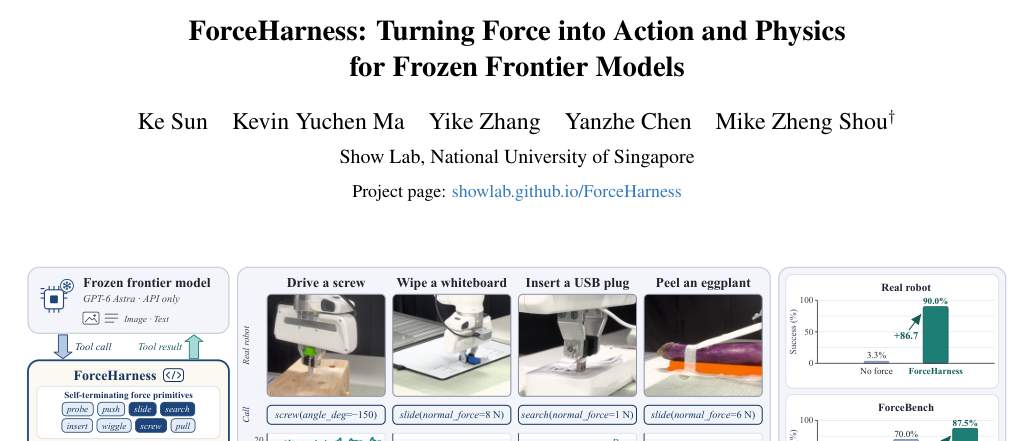 ForceHarness: Turning Force into Action and Physics
for Frozen Frontier Models
Ke Sun Kevin Yuchen Ma Yike Zhang Yanzhe Chen Mike Zheng Shou†
Show Lab, National University of Singapore
Project page: showlab.github.io/ForceHarness
Frozen frontier model
GPT-6 Astra · API only
Image · Text
Tool call
Tool result
ForceHarness </>
Self-terminating force primitives
probe push slide search
insert wiggle screw pull
Drive a screw
Wipe a whiteboard
Insert a USB plug
Peel an eggplant
Real robot
Call
screw(angle_deg=−150)
slide(normal_force=8 N)
search(normal_force=1 N)
slide(normal_force=6 N)
20
Real robot
Success (%)
100
50
0
90.0%
+86.7
3.3%
No force
ForceHarness
ForceBench
(%)
100
70.0%
87.5%